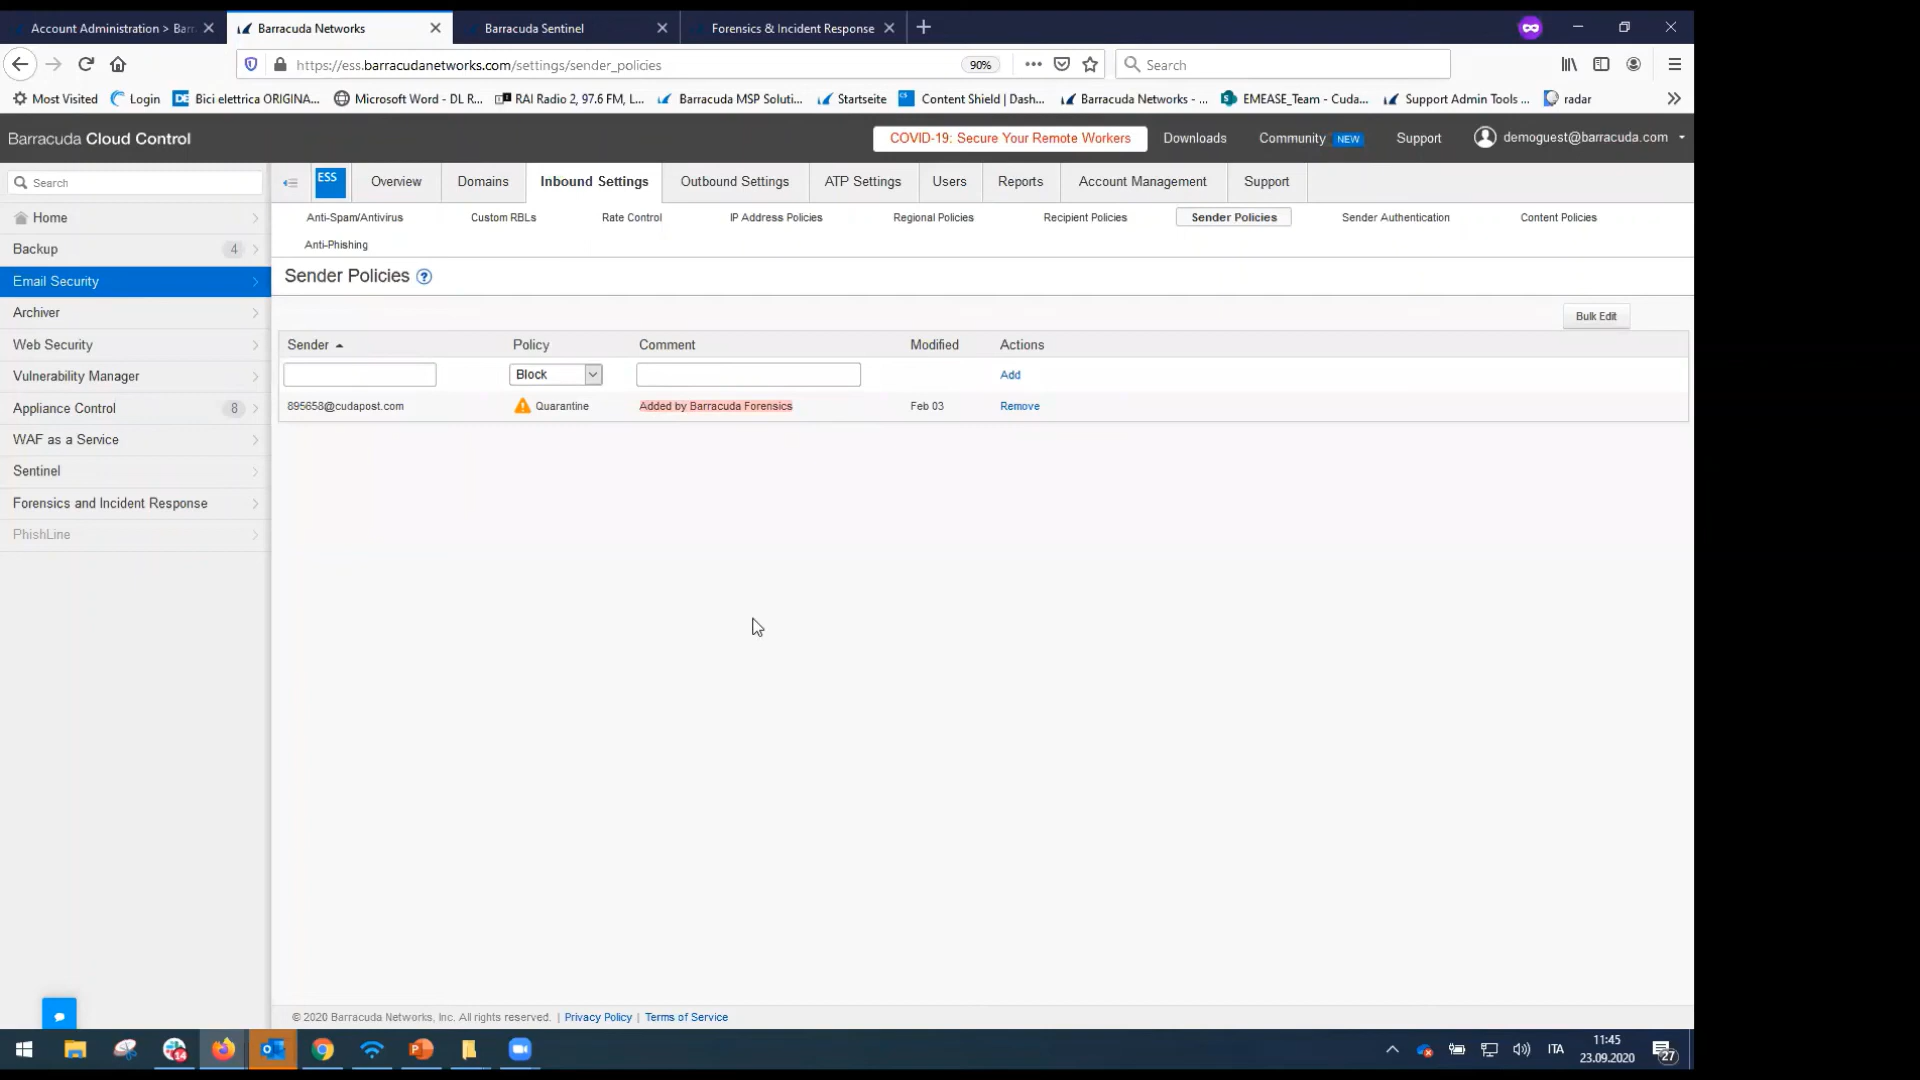 Account Administration > Barr
Barracuda Networks
Barracuda Sentinel
Forensics & Incident Response
https://ess.barracudanetworks.com/settings/sender_policies
90%
Search
Most Visited
Login
DE Bici elettrica ORIGINA...
Microsoft Word - DL R...
RAI Radio 2, 97.6 FM, L...
Barracuda MSP Soluti...
Startseite
CS Content Shield | Dash...
Barracuda Networks - ...
EMEASE_Team - Cuda...
Support Admin Tools ...
radar
Barracuda Cloud Control
COVID-19: Secure Your Remote Workers
Downloads
Community NEW
Support
demoguest@barracuda.com
Search
ESS
Overview
Domains
Inbound Settings
Outbound Settings
ATP Settings
Users
Reports
Account Management
Support
Home
Backup 4
Email Security
Archiver
Web Security
Vulnerability Manager
Appliance Control 8
WAF as a Service
Sentinel
Forensics and Incident Response
PhishLine
Anti-Spam/Antivirus
Custom RBLs
Rate Control
IP Address Policies
Regional Policies
Recipient Policies
Sender Policies
Sender Authentication
Content Policies
Anti-Phishing
Sender Policies ?
Bulk Edit
Sender Policy Comment Modified Actions
Block Add
895658@cudapost.com Quarantine Added by Barracuda Forensics Feb 03 Remove
© 2020 Barracuda Networks, Inc. All rights reserved. | Privacy Policy | Terms of Service
14
ITA
11:45
23.09.2020
27